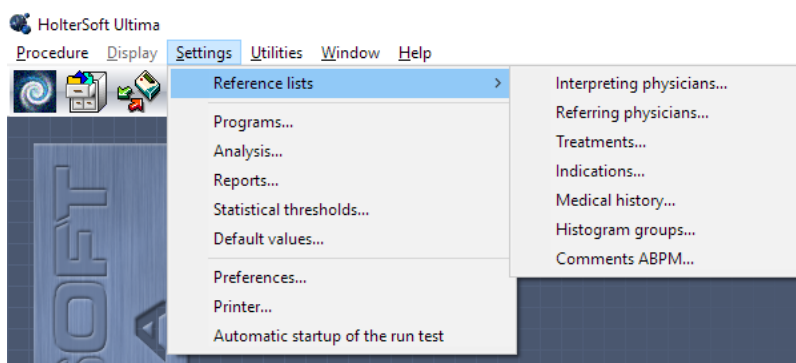 HolterSoft Ultima
Procedure Display Settings Utilities Window Help
Reference lists
Programs...
Analysis...
Reports...
Statistical thresholds...
Default values...
Preferences...
Printer...
Automatic startup of the run test
Interpreting physicians...
Referring physicians...
Treatments...
Indications...
Medical history...
Histogram groups...
Comments ABPM...
SOFT
A